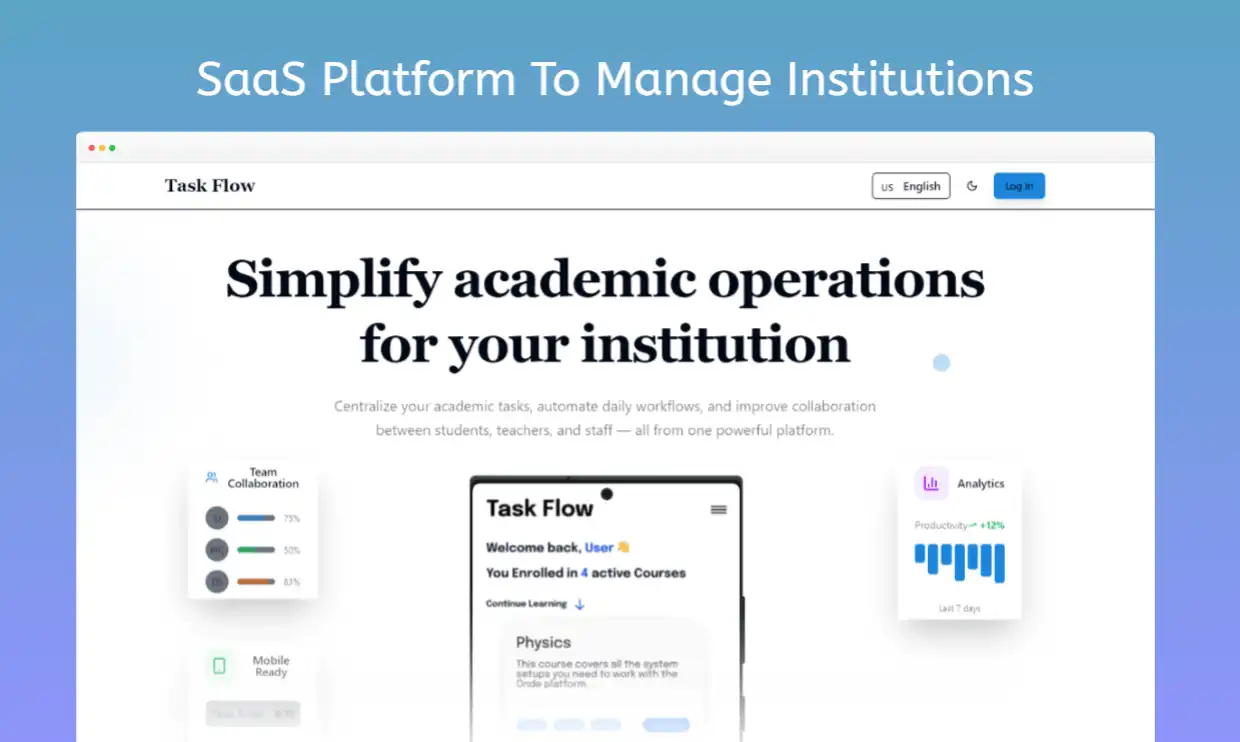 SaaS Platform To Manage Institutions
Task Flow
US English
Log in
Simplify academic operations
for your institution
Centralize your academic tasks, automate daily workflows, and improve collaboration
between students, teachers, and staff — all from one powerful platform.
Team
Collaboration
75%
50%
83%
Mobile
Ready
Task Flow
Welcome back, User 👋
You Enrolled in 4 active Courses
Continue Learning ↓
Physics
This course covers all the system
setups you need to work with the
Onde platform.
Analytics
Productivity +12%
Last 7 days